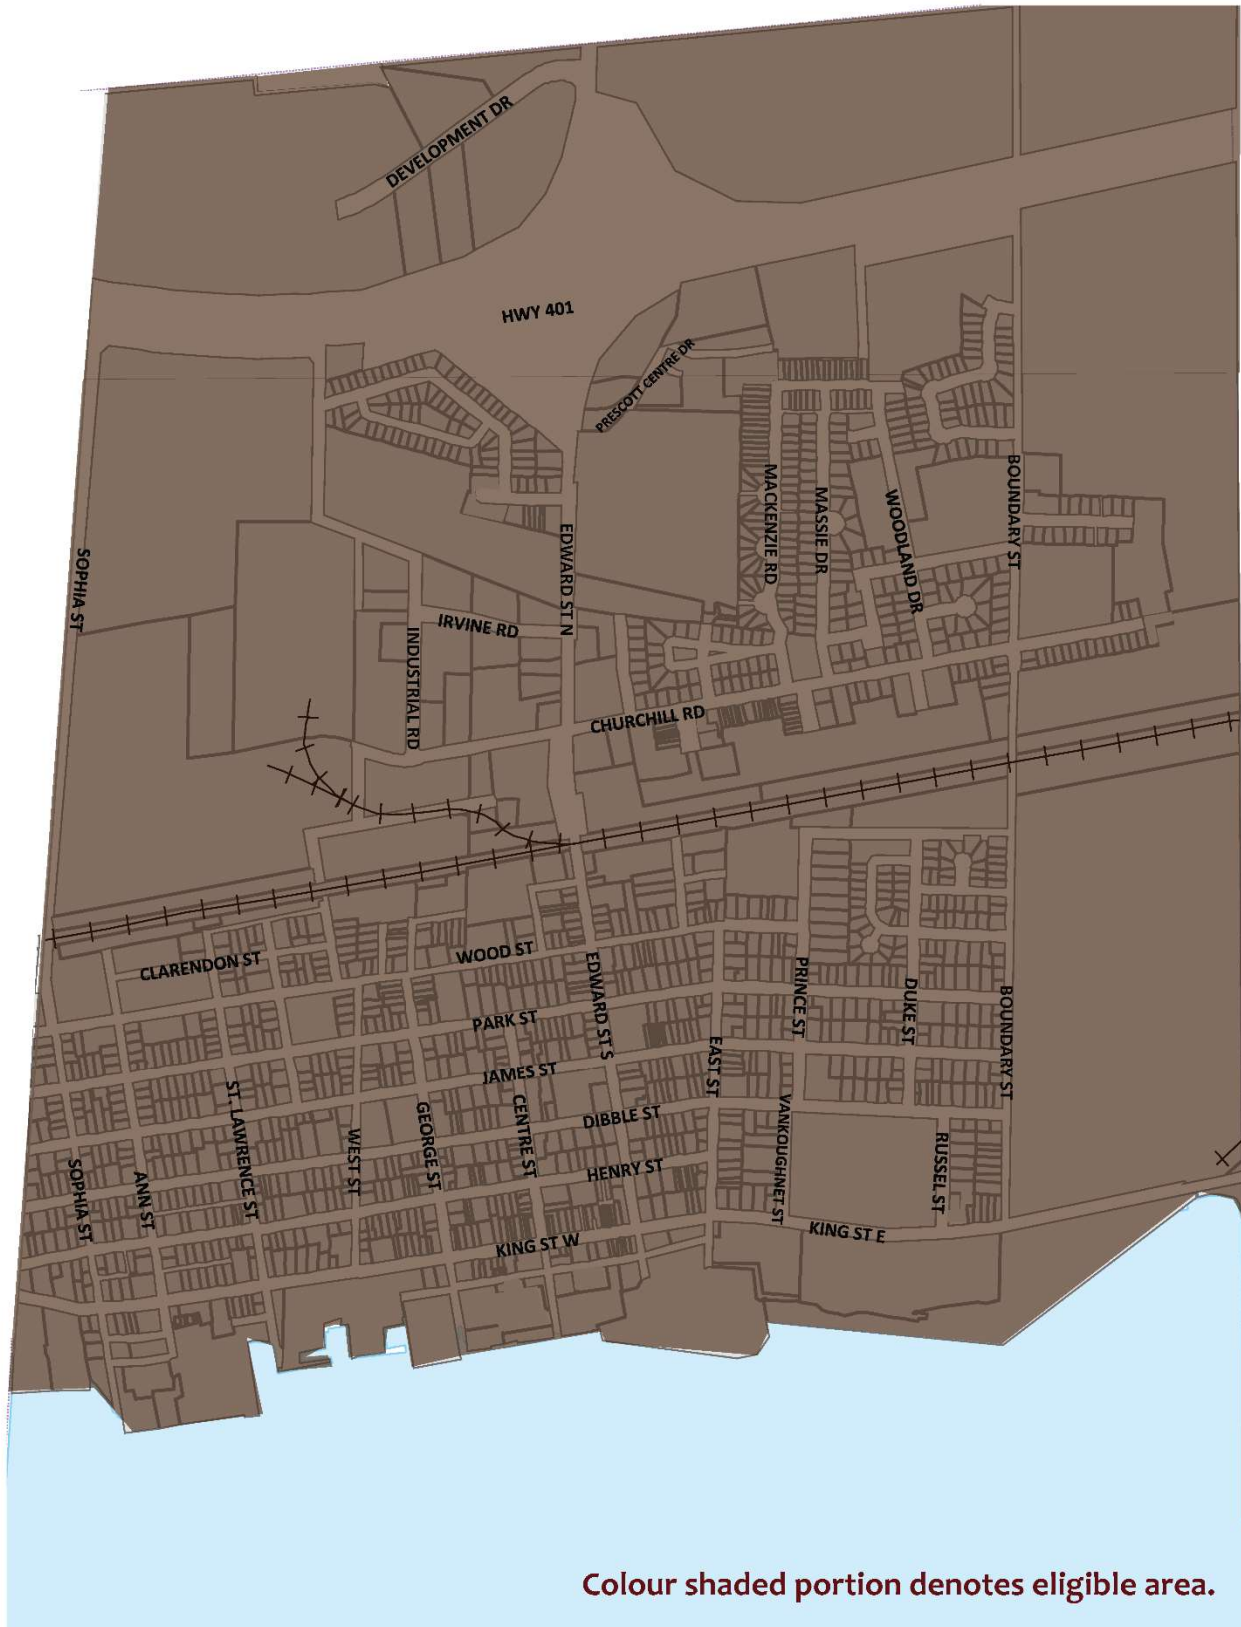 DEVELOPMENT DR
HWY 401
PRESCOTT CENTRE DR
SOPHIA ST
EDWARD ST N
MACKENZIE RD
MASSIE DR
WOODLAND DR
BOUNDARY ST
IRVINE RD
INDUSTRIAL RD
CHURCHILL RD
CLARENDON ST
WOOD ST
EDWARD ST S
PRINCE ST
DUKE ST
BOUNDARY ST
PARK ST
EAST ST
JAMES ST
ST. LAWRENCE ST
GEORGE ST
CENTRE ST
DIBBLE ST
VANKOUGHNET ST
WEST ST
RUSSEL ST
SOPHIA ST
ANN ST
HENRY ST
KING ST W
KING ST E
Colour shaded portion denotes eligible area.